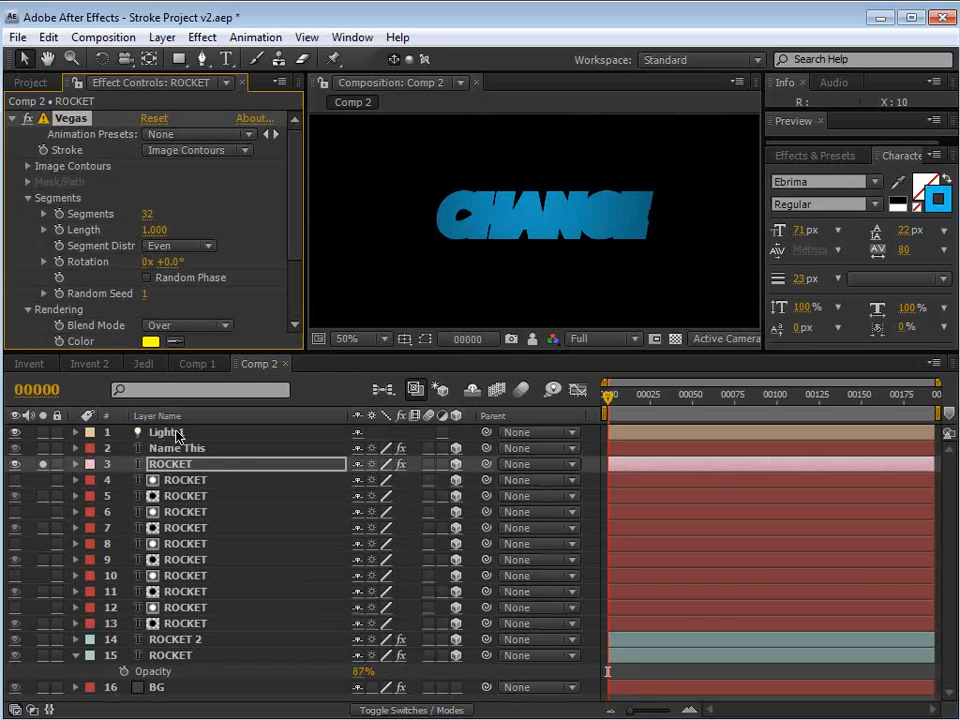 Adobe After Effects - Stroke Project v2.aep *
File Edit Composition Layer Effect Animation View Window Help
Workspace: Standard Search Help
Project Effect Controls: ROCKET
Comp 2 • ROCKET
fx Vegas Reset About...
Animation Presets: None
Stroke Image Contours
Image Contours
Mask/Path
Segments
Segments 32
Length 1.000
Segment Distr Even
Rotation 0x +0.0°
Random Phase
Random Seed 1
Rendering
Blend Mode Over
Color
Composition: Comp 2
Comp 2
CHANGE
50% 00000 Full Active Camera
Info Audio
R : X : 10
Preview
Effects & Presets Characte
Ebrima
Regular
71 px 22 px
Metrics 80
23 px
100 % 100 %
0 px 0 %
Invent Invent 2 Jedi Comp 1 Comp 2
00000
00025 00050 00075 00100 00125 00150 00175 00
# Layer Name Parent
1 Light 1 None
2 Name This None
3 ROCKET None
4 ROCKET None
5 ROCKET None
6 ROCKET None
7 ROCKET None
8 ROCKET None
9 ROCKET None
10 ROCKET None
11 ROCKET None
12 ROCKET None
13 ROCKET None
14 ROCKET 2 None
15 ROCKET None
Opacity 87%
16 BG None
Toggle Switches / Modes